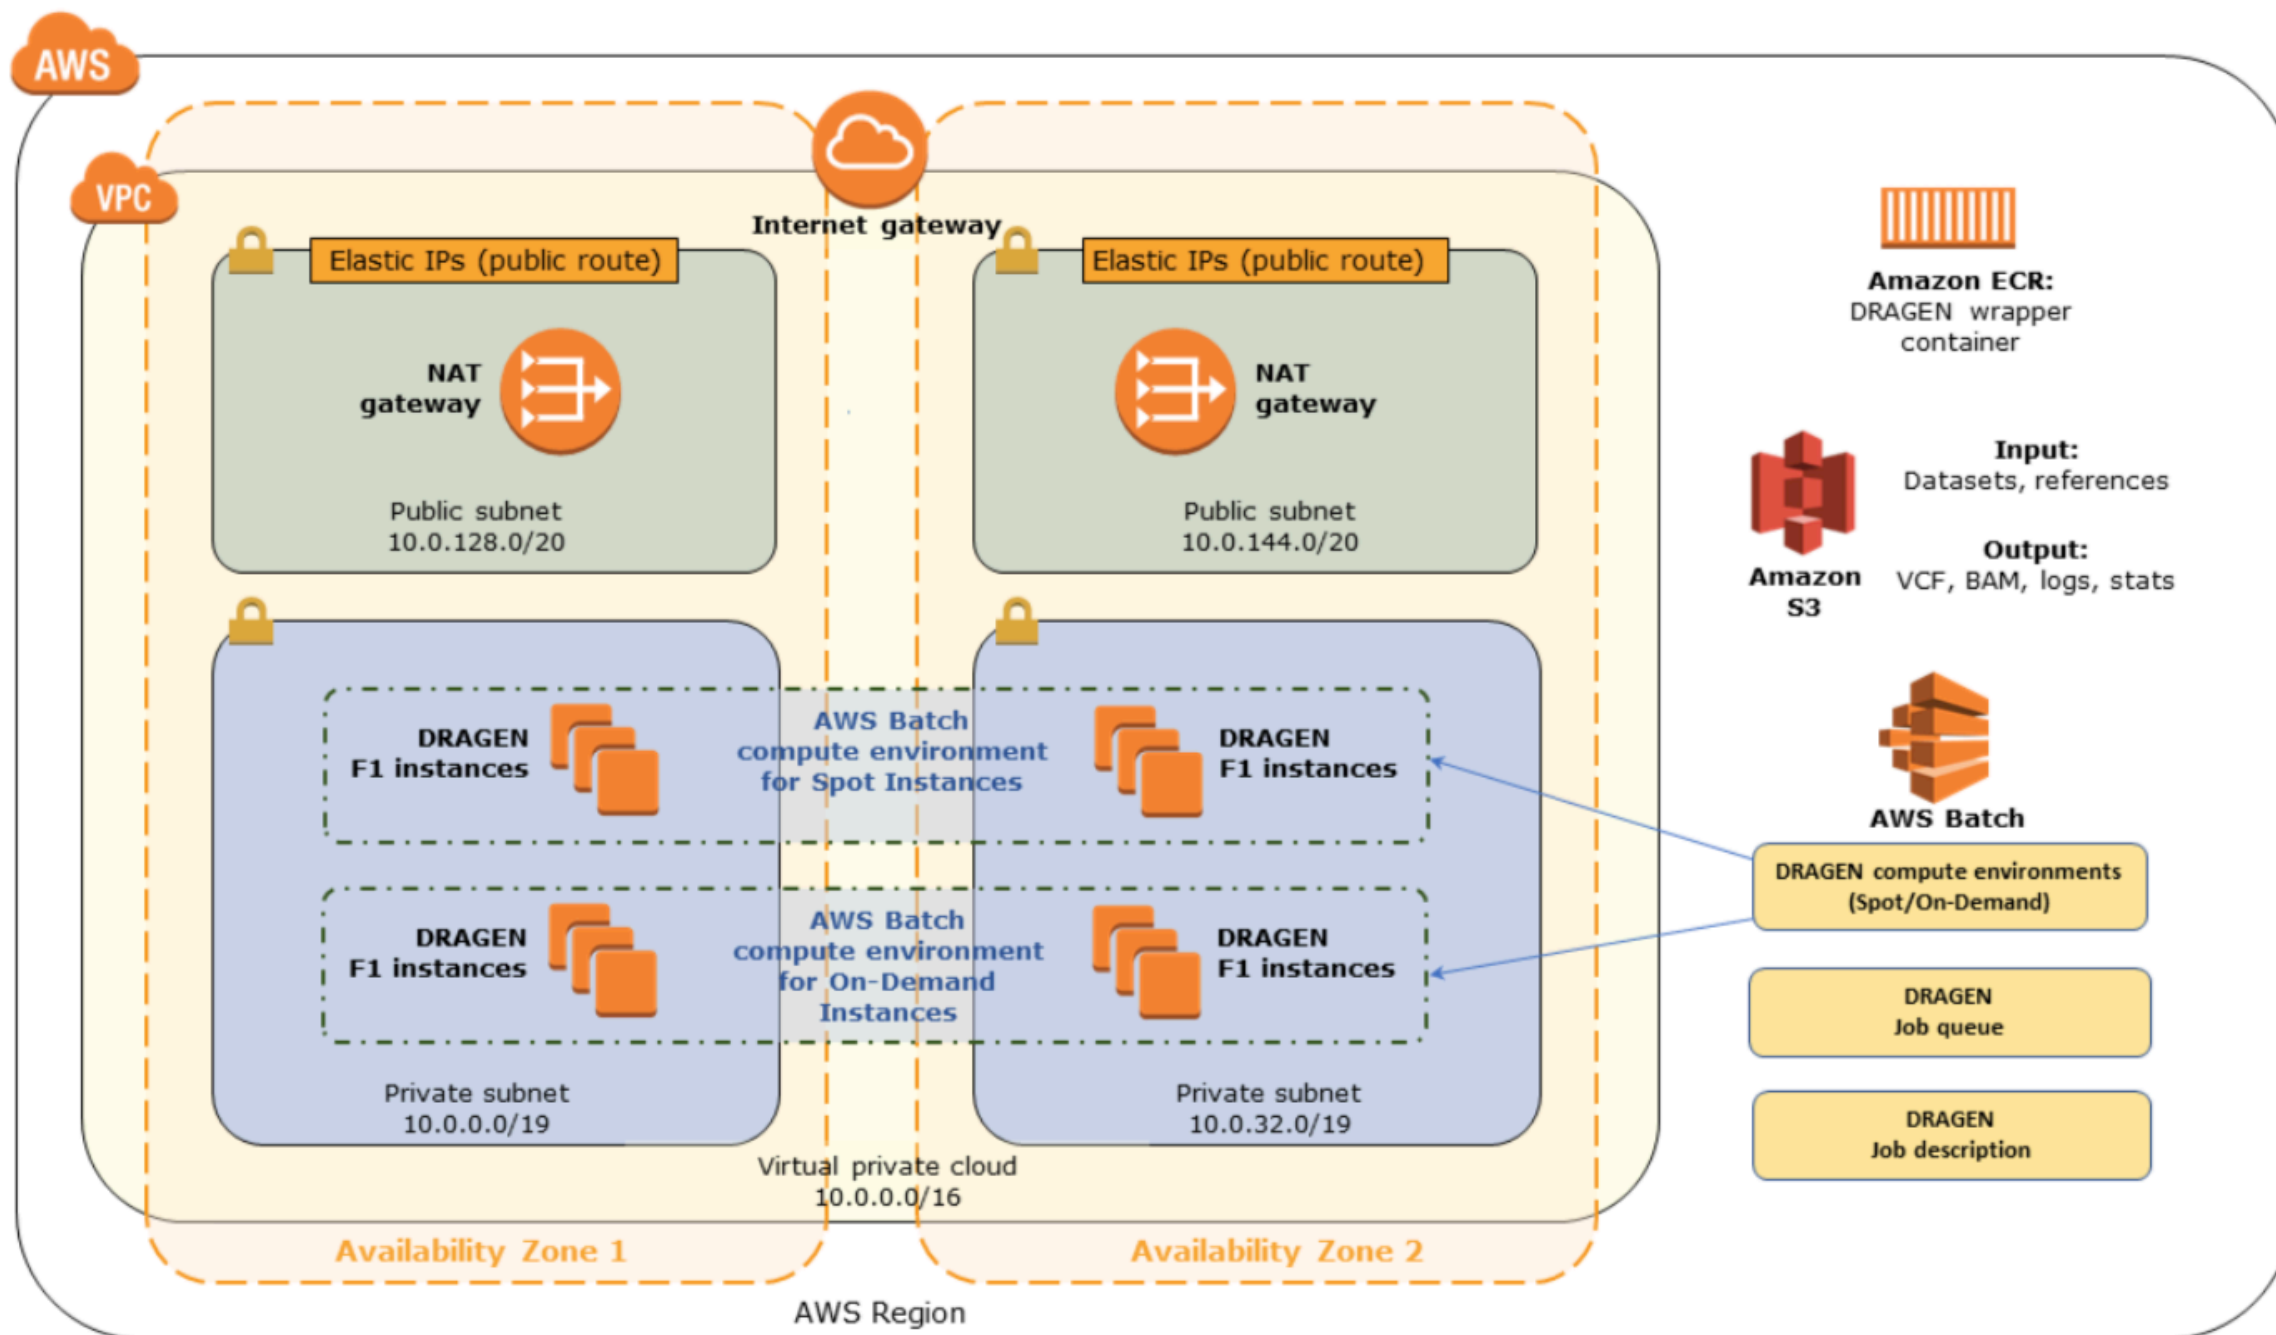 AWS
VPC
Internet gateway
Elastic IPs (public route)
Elastic IPs (public route)
NAT
gateway
NAT
gateway
Public subnet
10.0.128.0/20
Public subnet
10.0.144.0/20
DRAGEN
F1 instances
AWS Batch
compute environment
for Spot Instances
DRAGEN
F1 instances
DRAGEN
F1 instances
AWS Batch
compute environment
for On-Demand
Instances
DRAGEN
F1 instances
Private subnet
10.0.0.0/19
Private subnet
10.0.32.0/19
Virtual private cloud
10.0.0.0/16
Availability Zone 1
Availability Zone 2
AWS Region
Amazon ECR:
DRAGEN wrapper
container
Amazon
S3
Input:
Datasets, references
Output:
VCF, BAM, logs, stats
AWS Batch
DRAGEN compute environments
(Spot/On-Demand)
DRAGEN
Job queue
DRAGEN
Job description